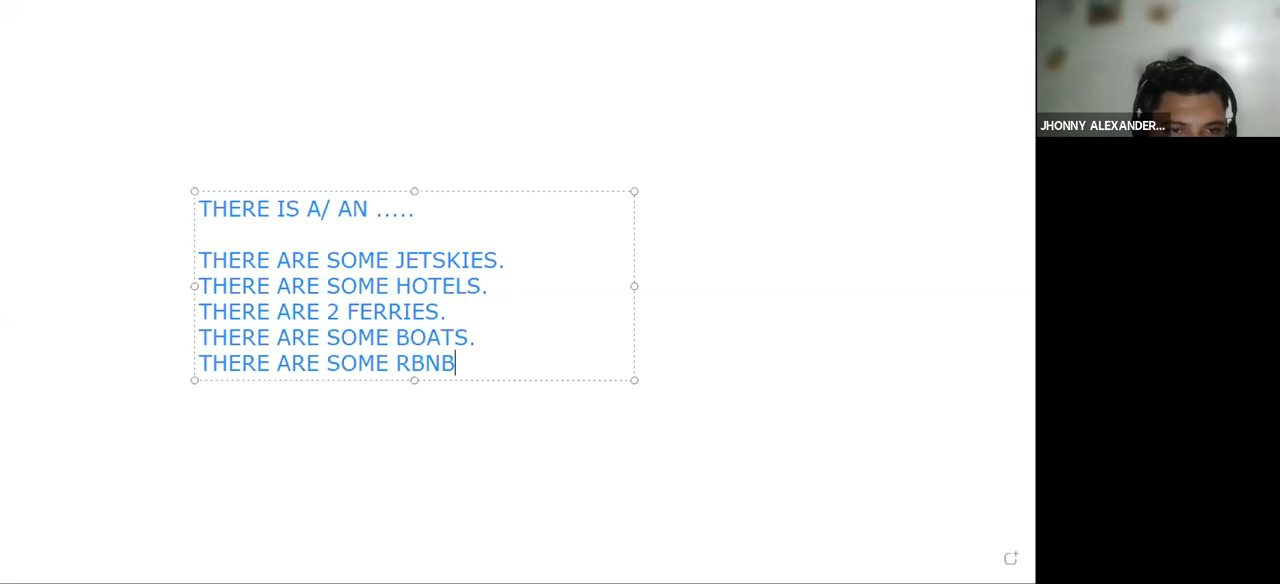 THERE IS A/ AN .....
THERE ARE SOME JETSKIES.
THERE ARE SOME HOTELS.
THERE ARE 2 FERRIES.
THERE ARE SOME BOATS.
THERE ARE SOME RBNB
JHONNY ALEXANDER...